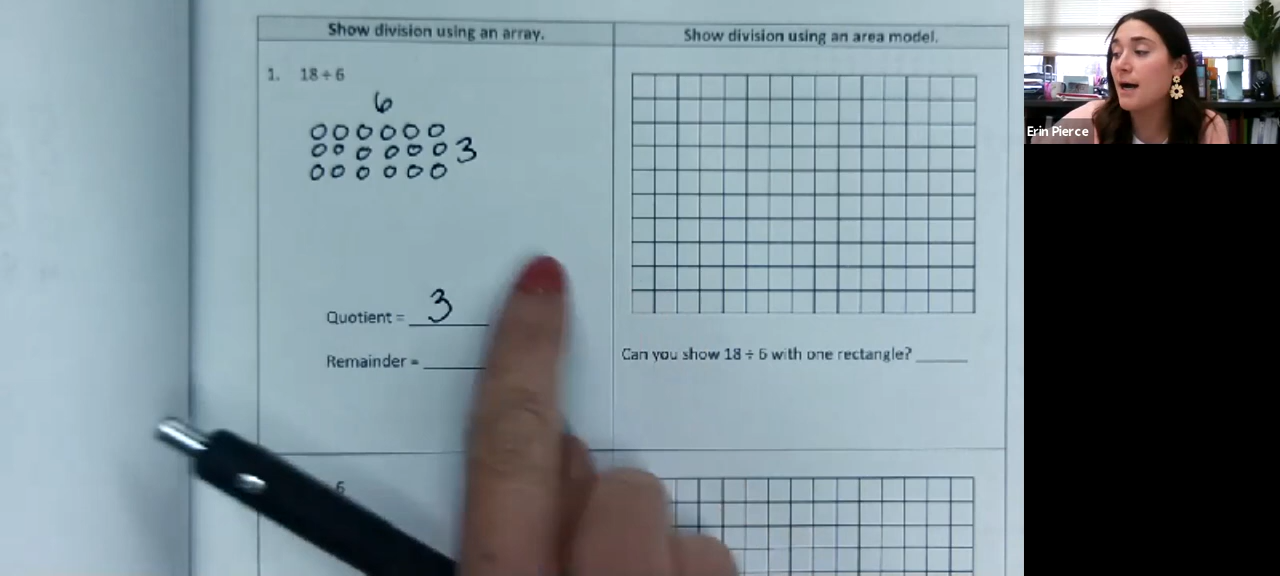 Show division using an array.
Show division using an area model.
1. 18 ÷ 6
6
3
Quotient = 3
Remainder =
Can you show 18 ÷ 6 with one rectangle?
6
Erin Pierce